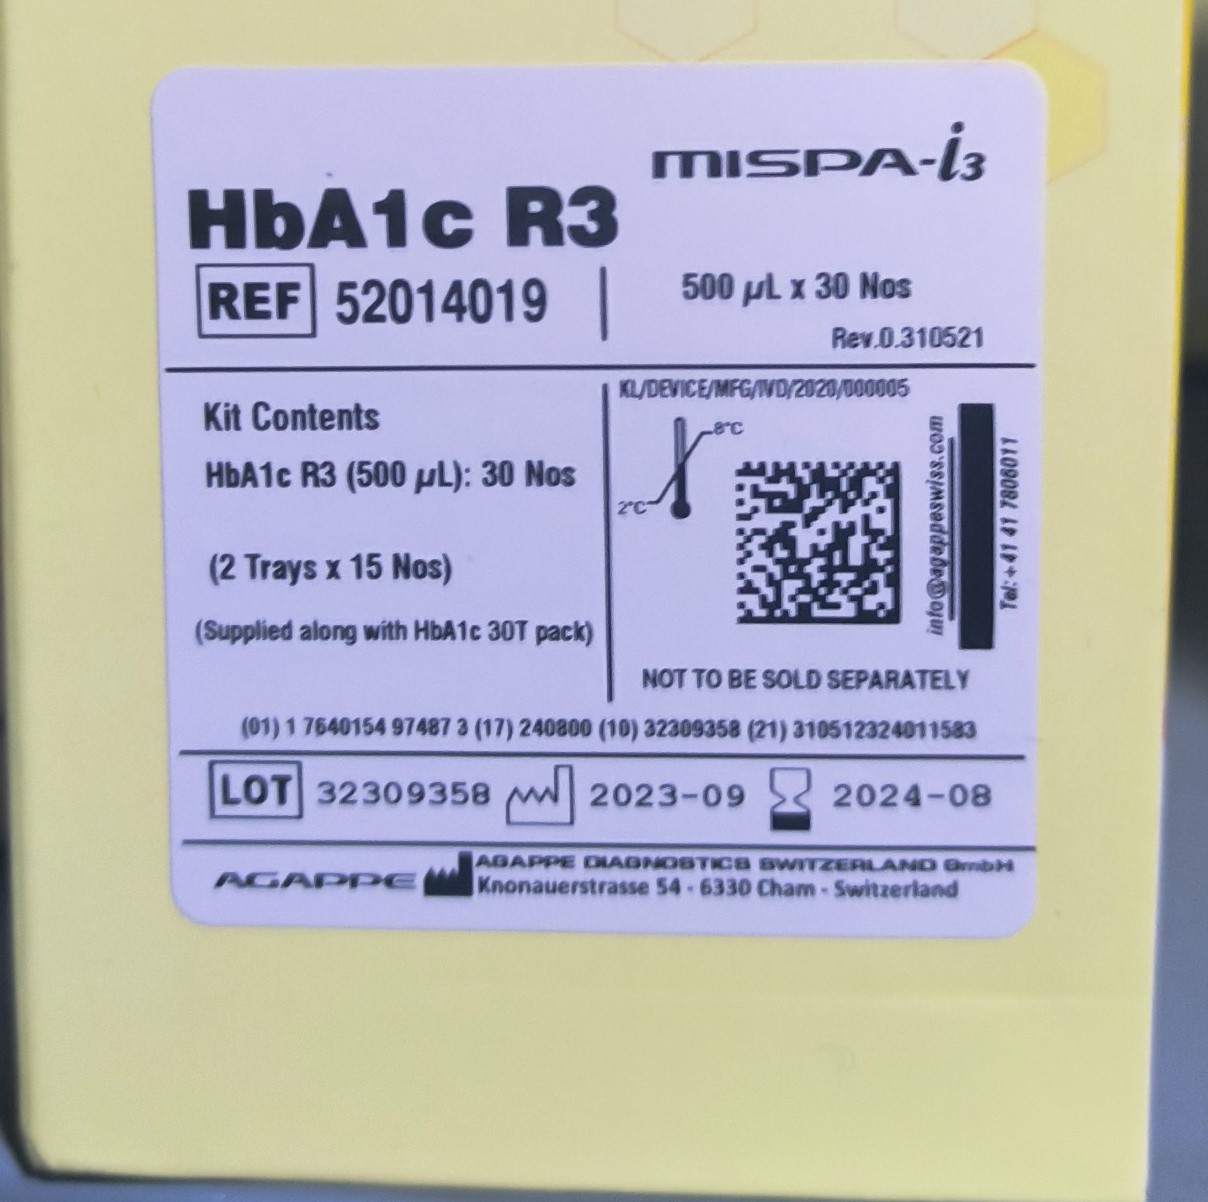 MISPA-i3
HbA1c R3
REF 52014019
500 µL x 30 Nos
Rev.0.310521
Kit Contents
HbA1c R3 (500 µL): 30 Nos
(2 Trays x 15 Nos)
(Supplied along with HbA1c 30T pack)
KL/DEVICE/MFG/IVD/2020/000005
8°C
2°C
info@agappeswiss.com
Tel: +41 41 7806011
NOT TO BE SOLD SEPARATELY
(01) 1 7640154 97487 3 (17) 240800 (10) 32309358 (21) 310512324011583
LOT 32309358 2023-09 2024-08
AGAPPE
AGAPPE DIAGNOSTICS SWITZERLAND GmbH
Knonauerstrasse 54 - 6330 Cham - Switzerland